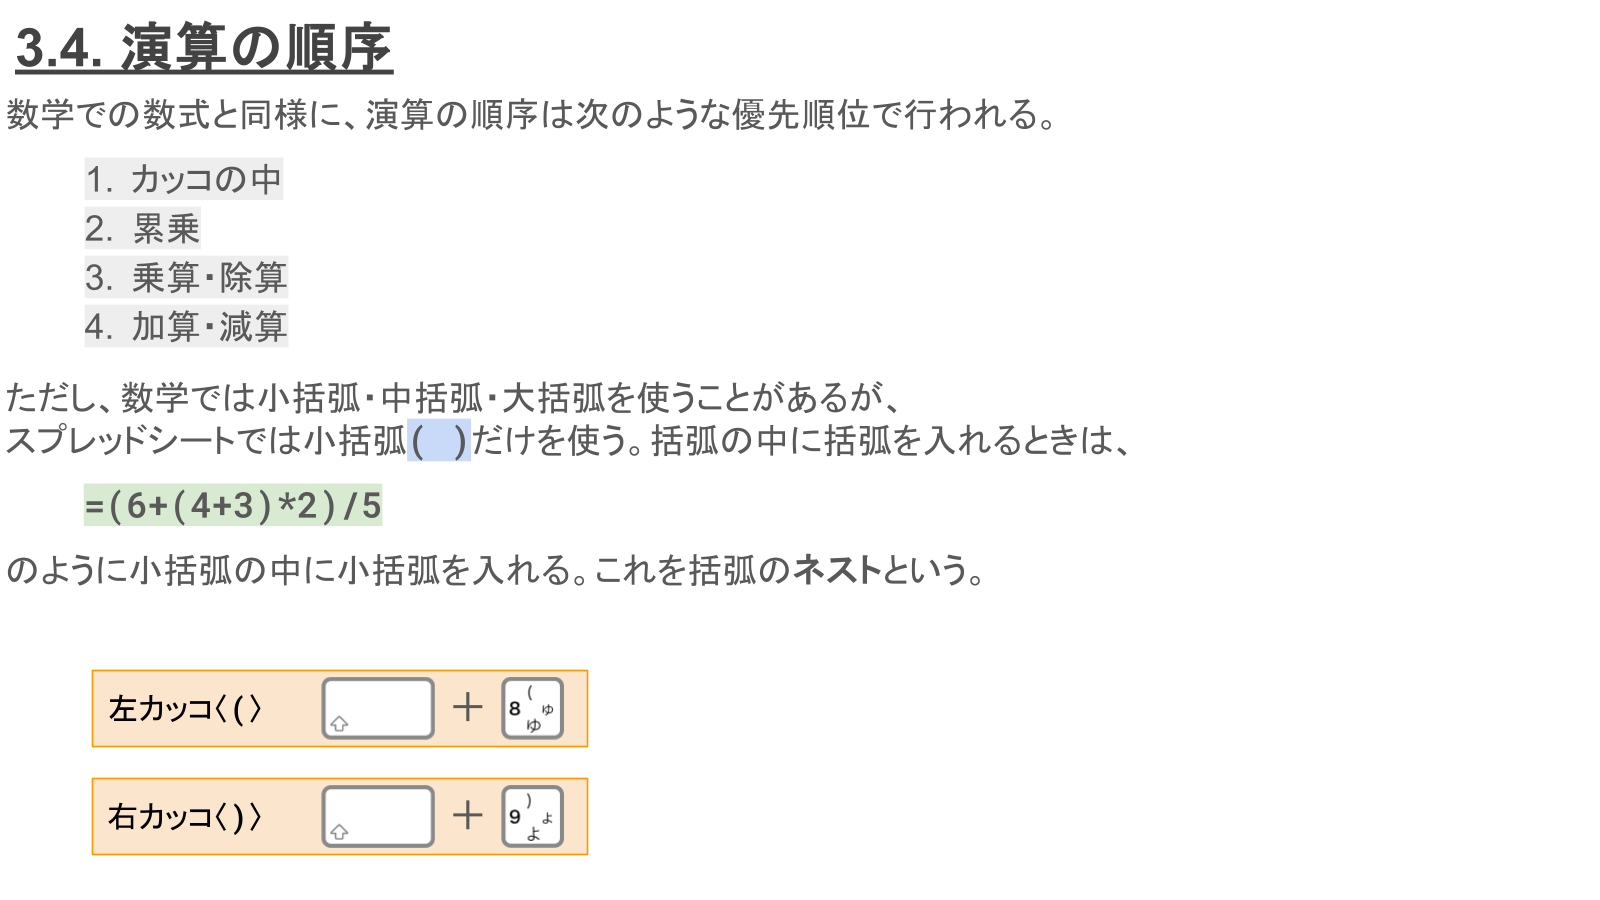 3.4. 演算の順序
数学での数式と同様に、演算の順序は次のような優先順位で行われる。
1. カッコの中
2. 累乗
3. 乗算・除算
4. 加算・減算
ただし、数学では小括弧・中括弧・大括弧を使うことがあるが、
スプレッドシートでは小括弧( )だけを使う。括弧の中に括弧を入れるときは、
=(6+(4+3)*2)/5
のように小括弧の中に小括弧を入れる。これを括弧のネストという。
左カッコ〈(〉 ⇧ + 8 ( ゅ ゆ
右カッコ〈)〉 ⇧ + 9 ) ょ よ